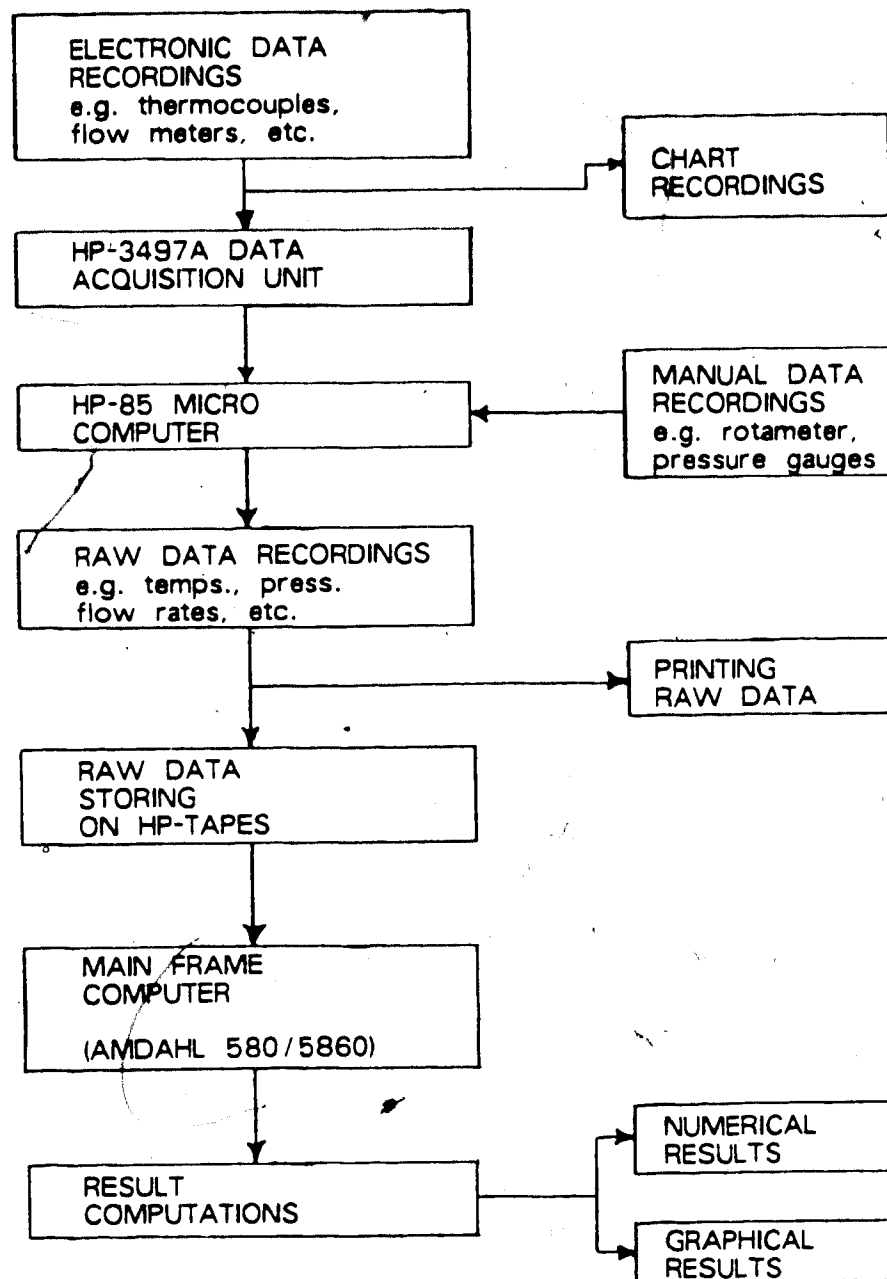 ELECTRONIC DATA
RECORDINGS
e.g. thermocouples,
flow meters, etc.
CHART
RECORDINGS
HP-3497A DATA
ACQUISITION UNIT
HP-85 MICRO
COMPUTER
MANUAL DATA
RECORDINGS
e.g. rotameter,
pressure gauges
RAW DATA RECORDINGS
e.g. temps., press.
flow rates, etc.
PRINTING
RAW DATA
RAW DATA
STORING
ON HP-TAPES
MAIN FRAME
COMPUTER
(AMDAHL 580/5860)
RESULT
COMPUTATIONS
NUMERICAL
RESULTS
GRAPHICAL
RESULTS